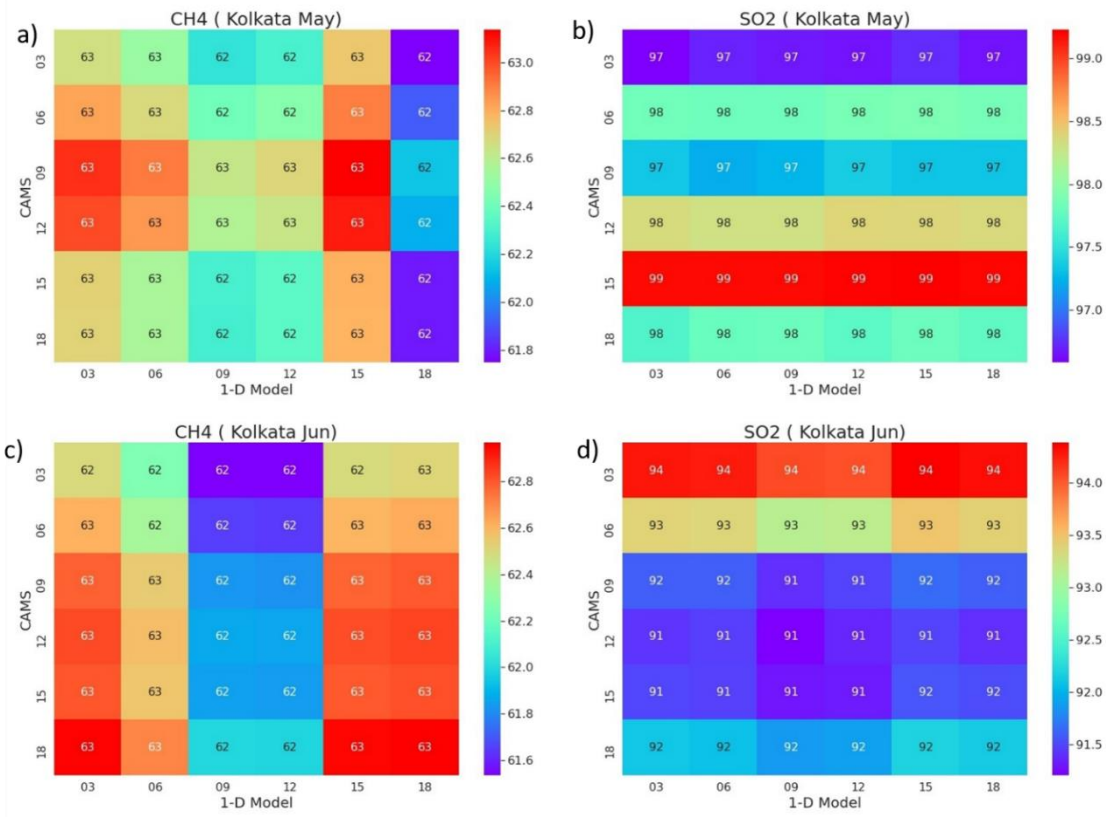 a)
CH4 ( Kolkata May)
CAMS
03 63 63 62 62 63 62
06 63 63 62 62 63 62
09 63 63 63 63 63 62
12 63 63 63 63 63 62
15 63 63 62 62 63 62
18 63 63 62 62 63 62
03 06 09 12 15 18
1-D Model
63.0
62.8
62.6
62.4
62.2
62.0
61.8
b)
SO2 ( Kolkata May)
CAMS
03 97 97 97 97 97 97
06 98 98 98 98 98 98
09 97 97 97 97 97 97
12 98 98 98 98 98 98
15 99 99 99 99 99 99
18 98 98 98 98 98 98
03 06 09 12 15 18
1-D Model
99.0
98.5
98.0
97.5
97.0
c)
CH4 ( Kolkata Jun)
CAMS
03 62 62 62 62 62 63
06 63 62 62 62 63 63
09 63 63 62 62 63 63
12 63 63 62 62 63 63
15 63 63 62 62 63 63
18 63 63 62 62 63 63
03 06 09 12 15 18
1-D Model
62.8
62.6
62.4
62.2
62.0
61.8
61.6
d)
SO2 ( Kolkata Jun)
CAMS
03 94 94 94 94 94 94
06 93 93 93 93 93 93
09 92 92 91 91 92 92
12 91 91 91 91 91 91
15 91 91 91 91 92 92
18 92 92 92 92 92 92
03 06 09 12 15 18
1-D Model
94.0
93.5
93.0
92.5
92.0
91.5